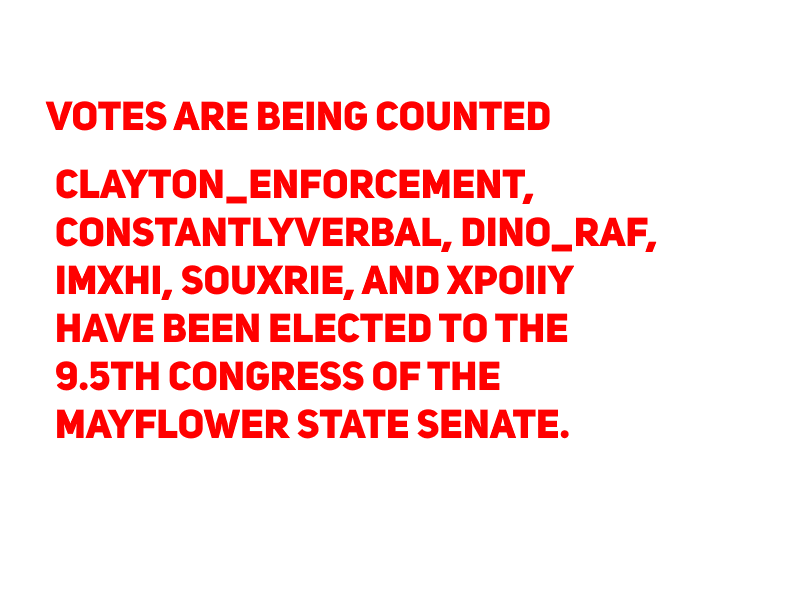 VOTES ARE BEING COUNTED
CLAYTON_ENFORCEMENT,
CONSTANTLYVERBAL, DINO_RAF,
IMXHI, SOUXRIE, AND XPOIIY
HAVE BEEN ELECTED TO THE
9.5TH CONGRESS OF THE
MAYFLOWER STATE SENATE.